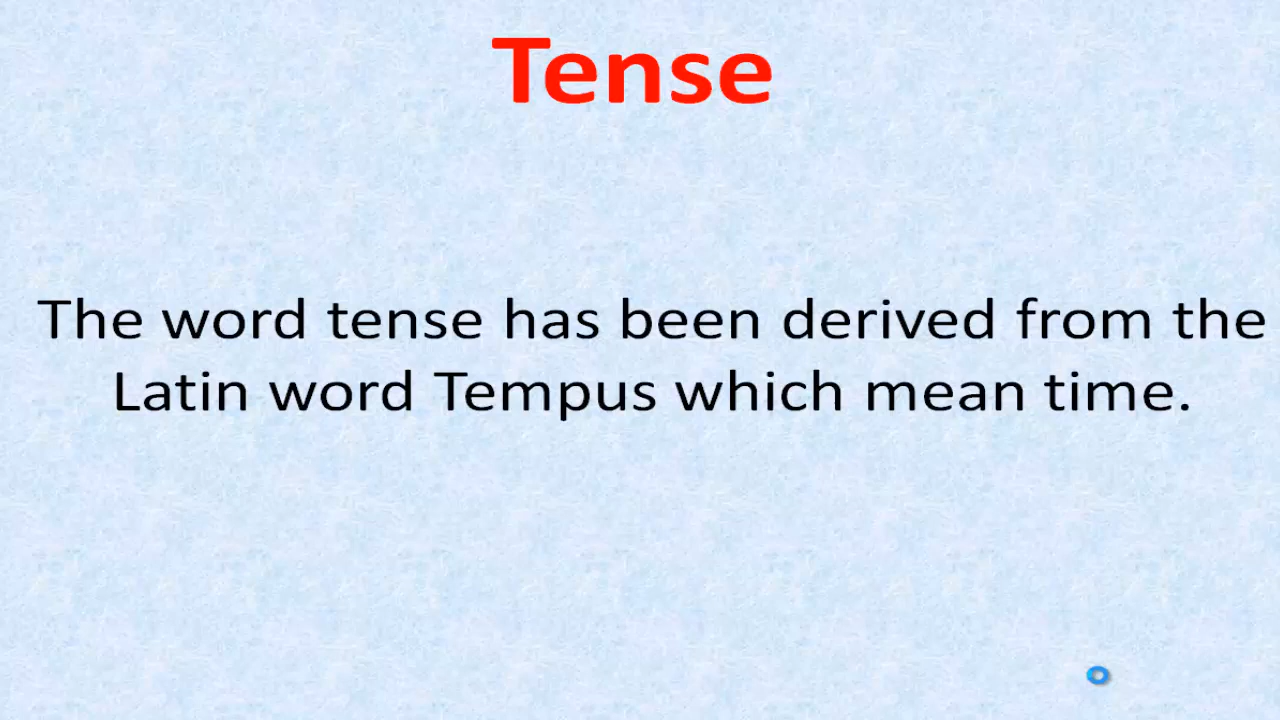 Tense
The word tense has been derived from the
Latin word Tempus which mean time.